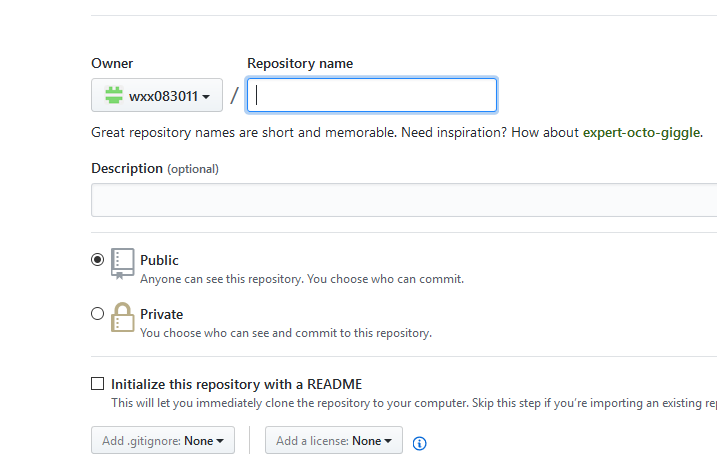 Owner
Repository name
wxx083011 /
Great repository names are short and memorable. Need inspiration? How about expert-octo-giggle.
Description (optional)
Public
Anyone can see this repository. You choose who can commit.
Private
You choose who can see and commit to this repository.
Initialize this repository with a README
This will let you immediately clone the repository to your computer. Skip this step if you're importing an existing
Add .gitignore: None
Add a license: None